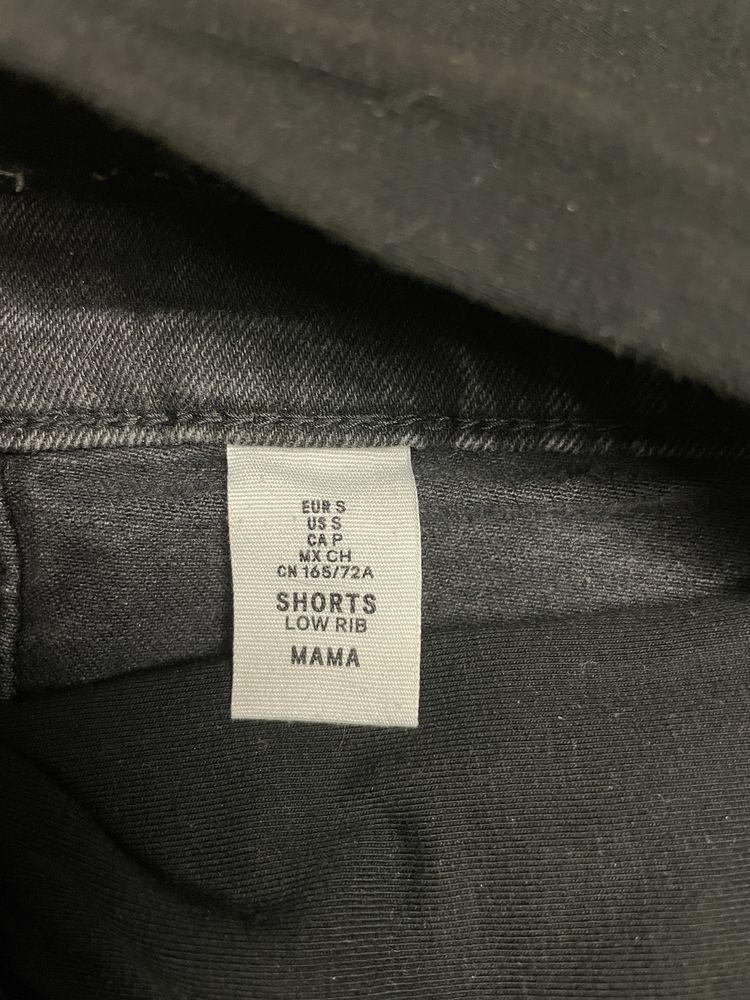 EUR S
US S
CA P
MX CH
CN 165/72A
SHORTS
LOW RIB
MAMA